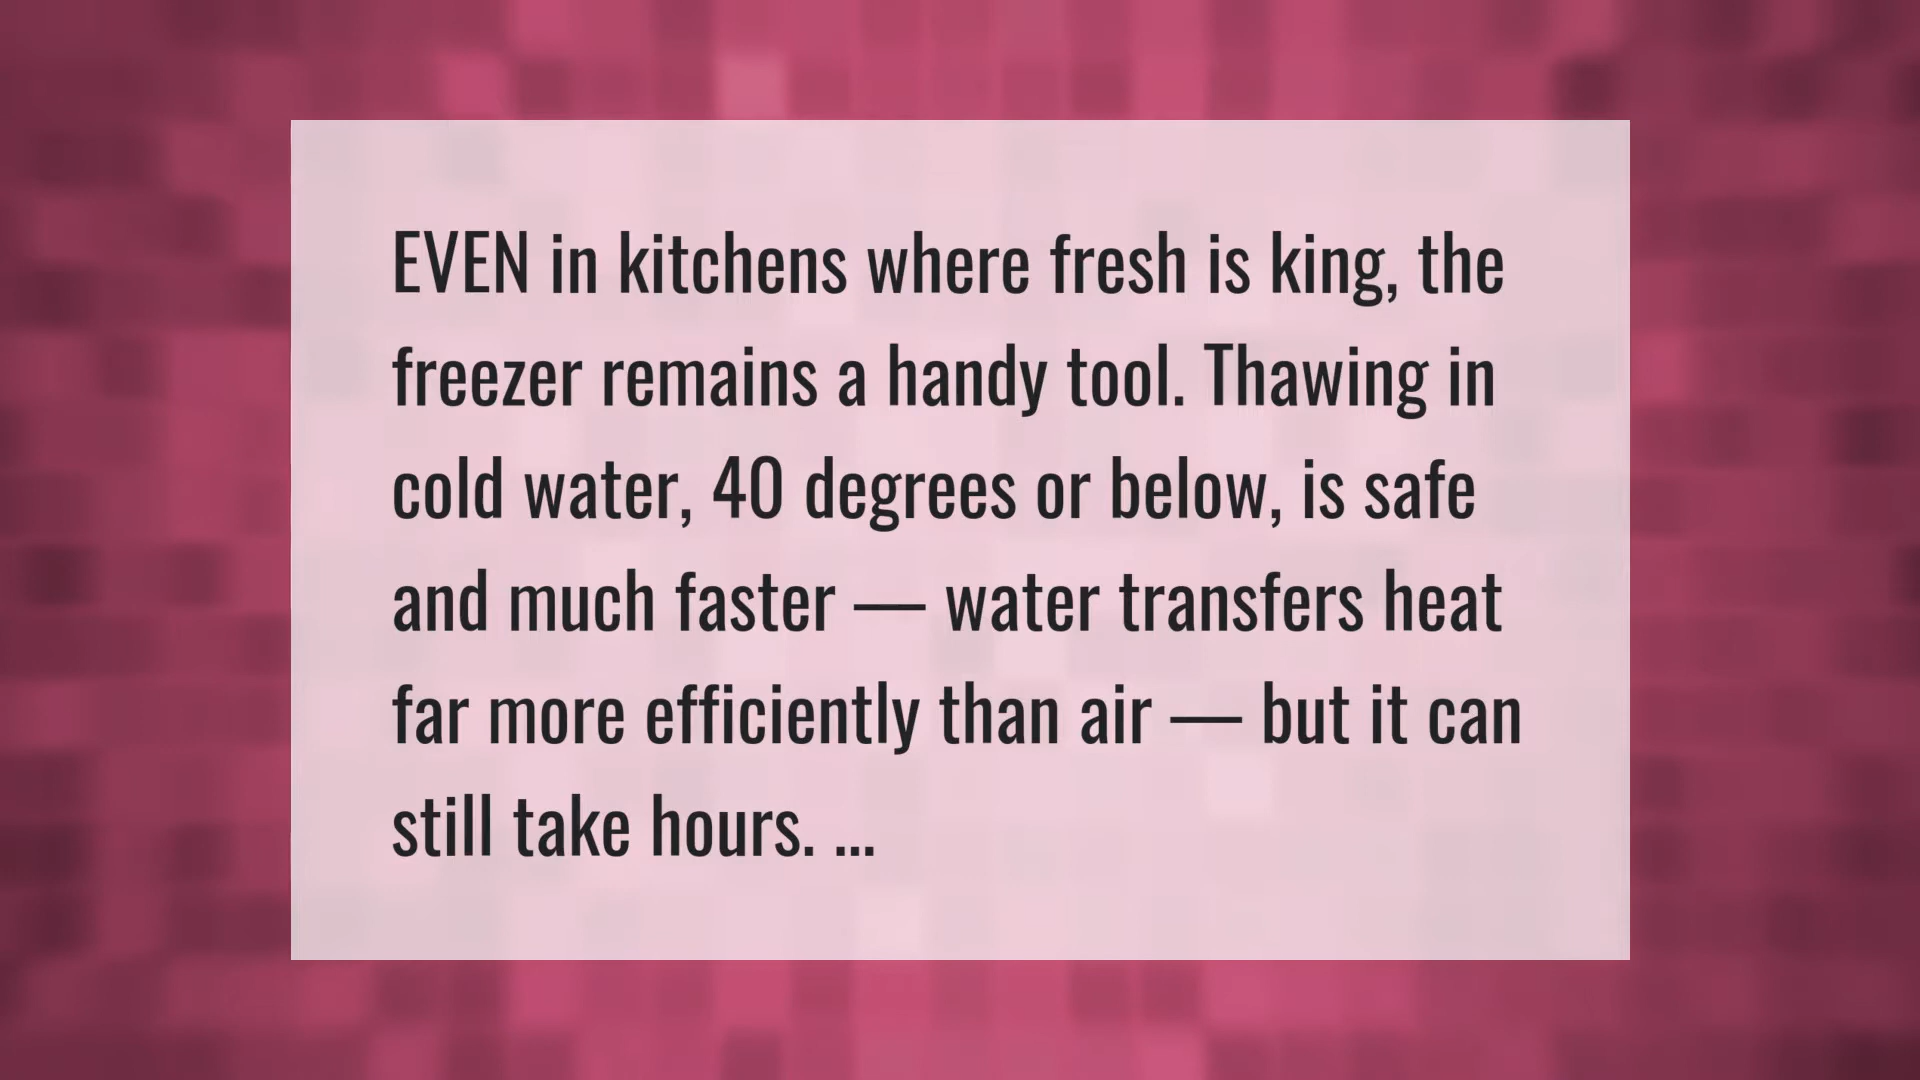 EVEN in kitchens where fresh is king, the
freezer remains a handy tool. Thawing in
cold water, 40 degrees or below, is safe
and much faster — water transfers heat
far more efficiently than air — but it can
still take hours. ...